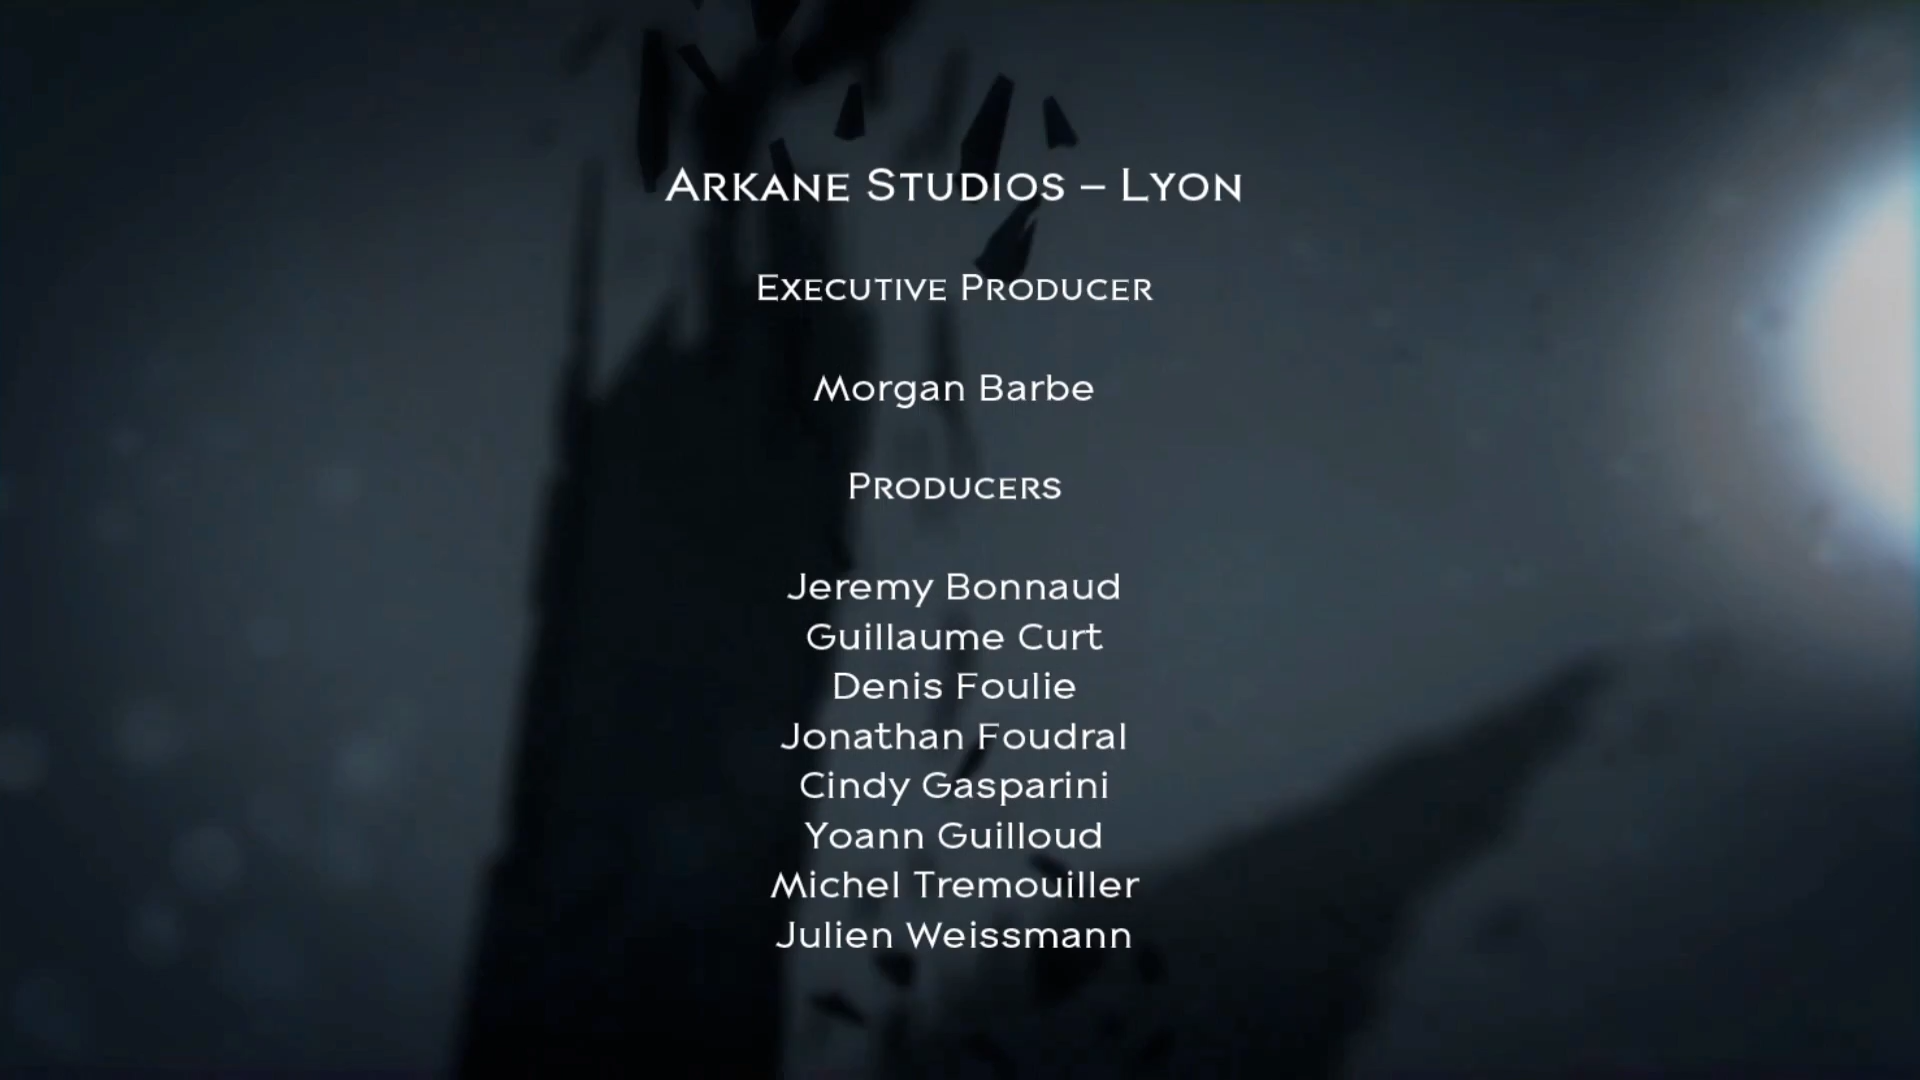 Arkane Studios – Lyon
Executive Producer
Morgan Barbe
Producers
Jeremy Bonnaud
Guillaume Curt
Denis Foulie
Jonathan Foudral
Cindy Gasparini
Yoann Guilloud
Michel Tremouiller
Julien Weissmann